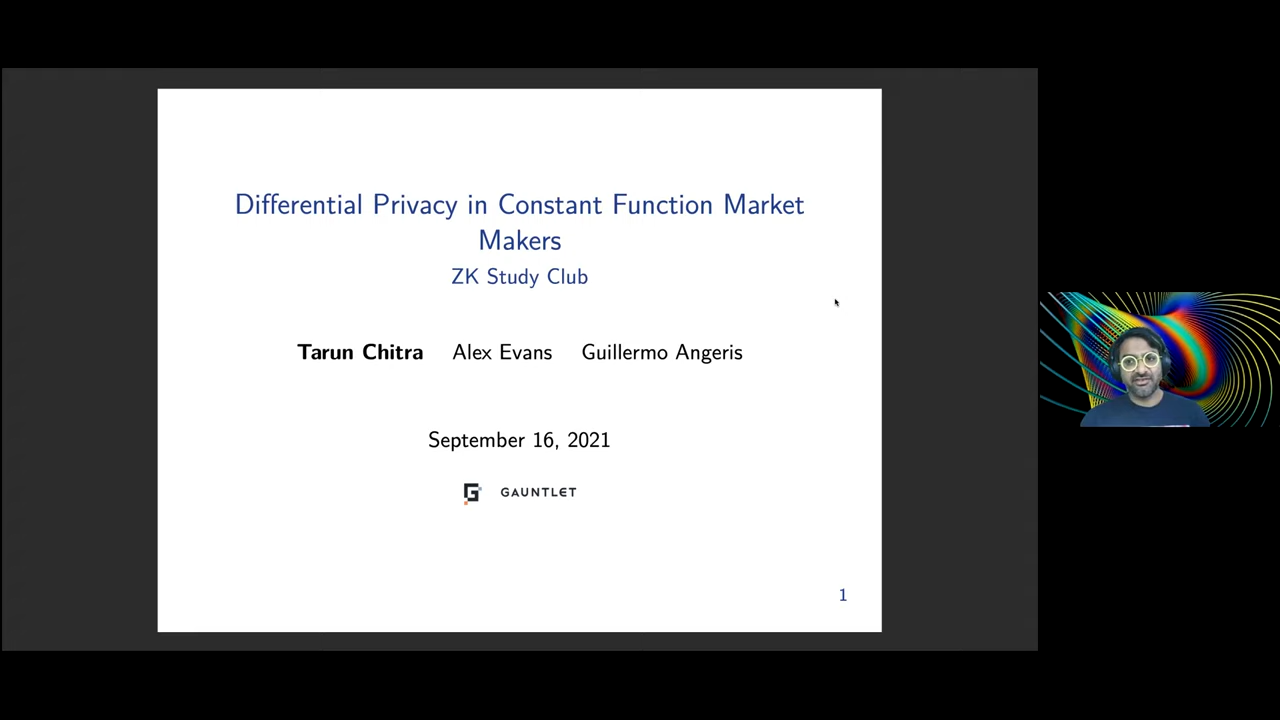 Differential Privacy in Constant Function Market
Makers
ZK Study Club
Tarun Chitra Alex Evans Guillermo Angeris
September 16, 2021
GAUNTLET
1